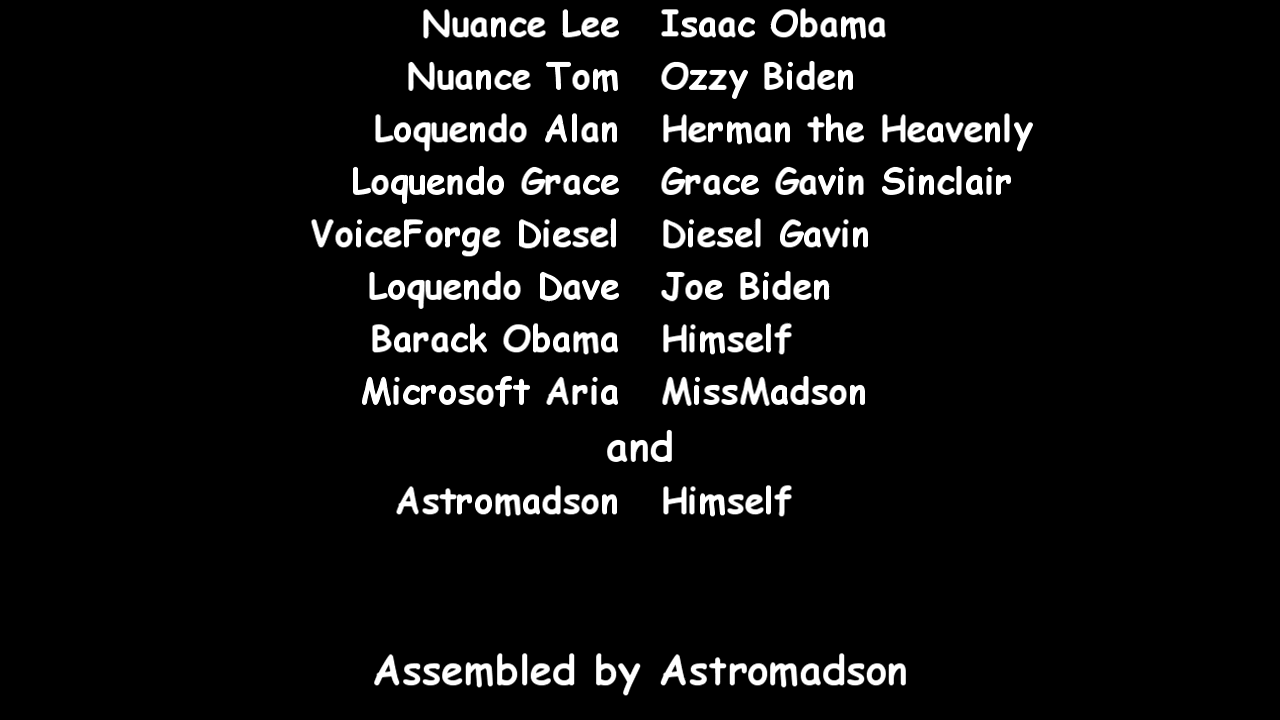 Nuance Lee Isaac Obama
Nuance Tom Ozzy Biden
Loquendo Alan Herman the Heavenly
Loquendo Grace Grace Gavin Sinclair
VoiceForge Diesel Diesel Gavin
Loquendo Dave Joe Biden
Barack Obama Himself
Microsoft Aria MissMadson
and
Astromadson Himself
Assembled by Astromadson